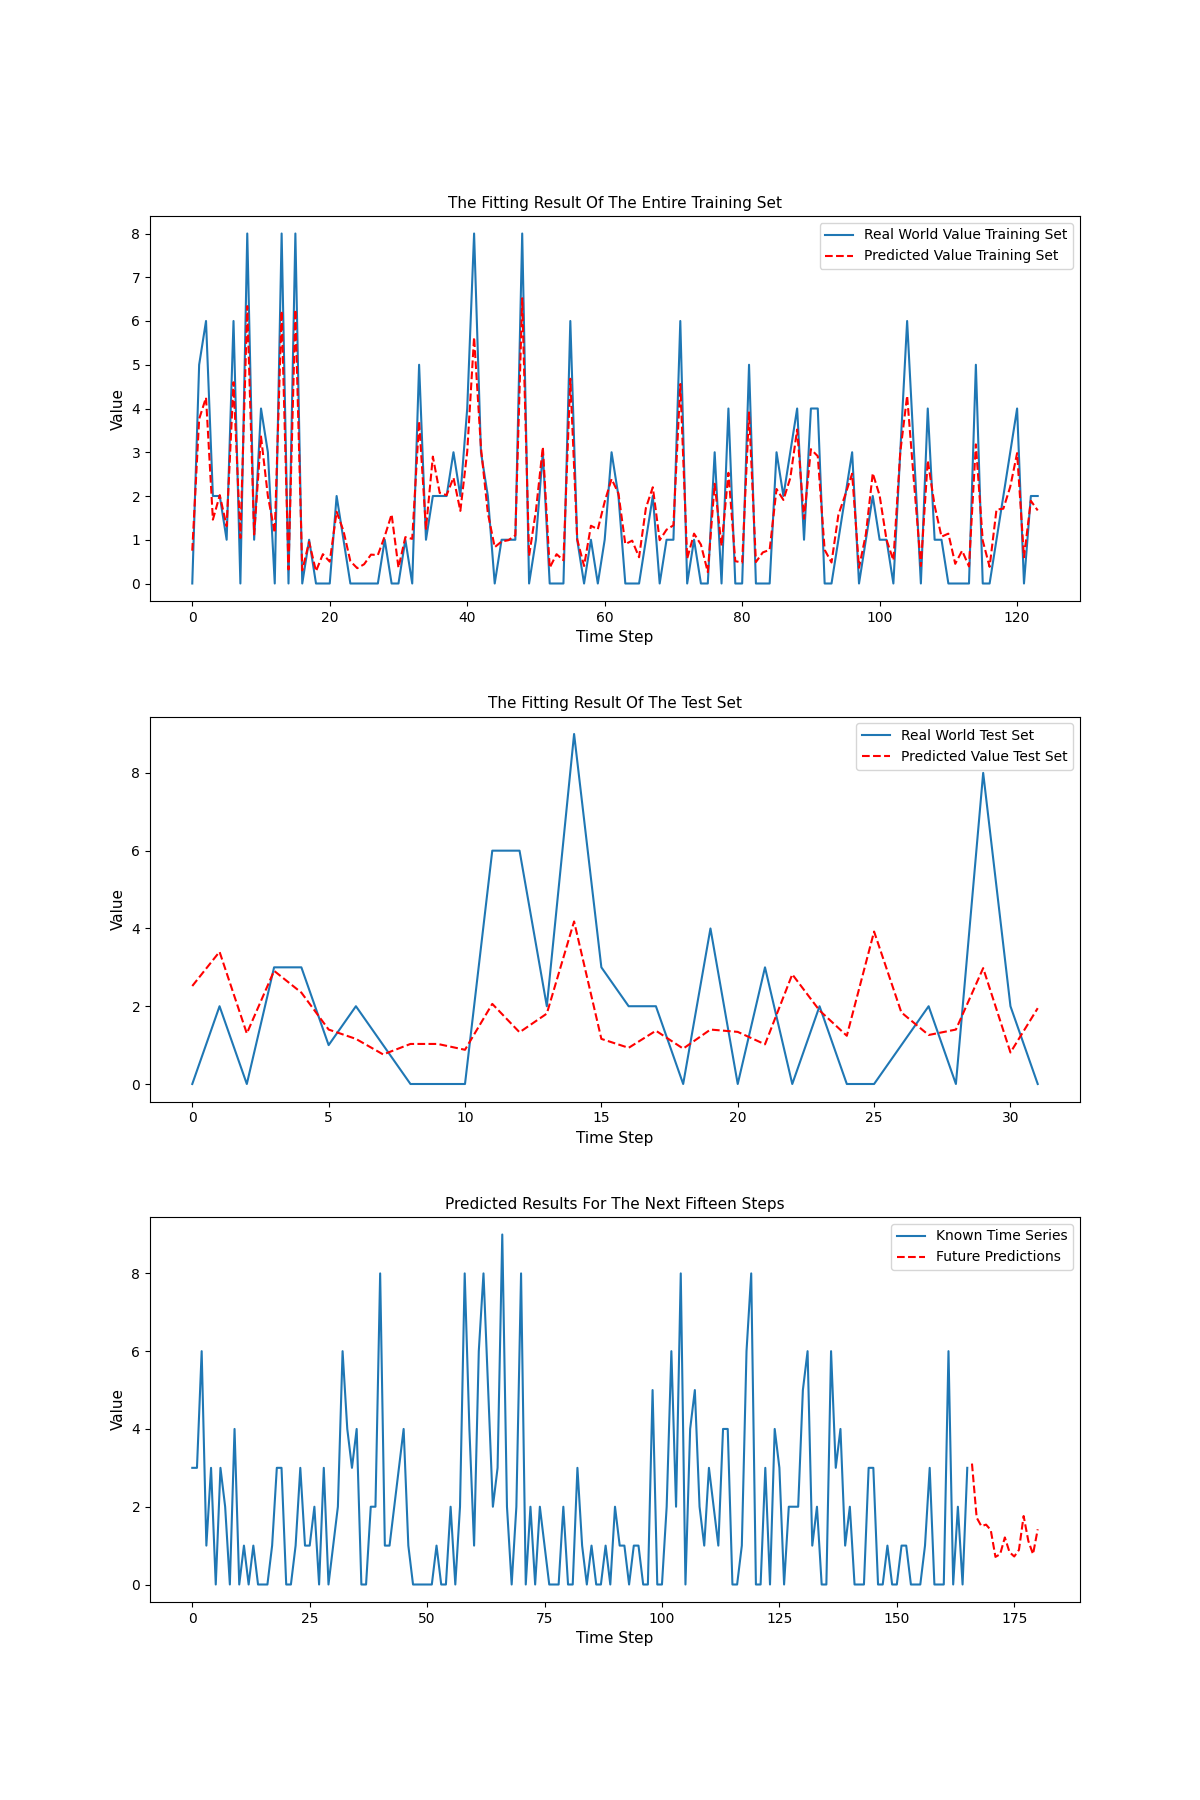 The Fitting Result Of The Entire Training Set
8
7
6
5
4
3
2
1
0
Value
Real World Value Training Set
Predicted Value Training Set
0 20 40 60 80 100 120
Time Step
The Fitting Result Of The Test Set
8
6
4
2
0
Value
Real World Test Set
Predicted Value Test Set
0 5 10 15 20 25 30
Time Step
Predicted Results For The Next Fifteen Steps
8
6
4
2
0
Value
Known Time Series
Future Predictions
0 25 50 75 100 125 150 175
Time Step